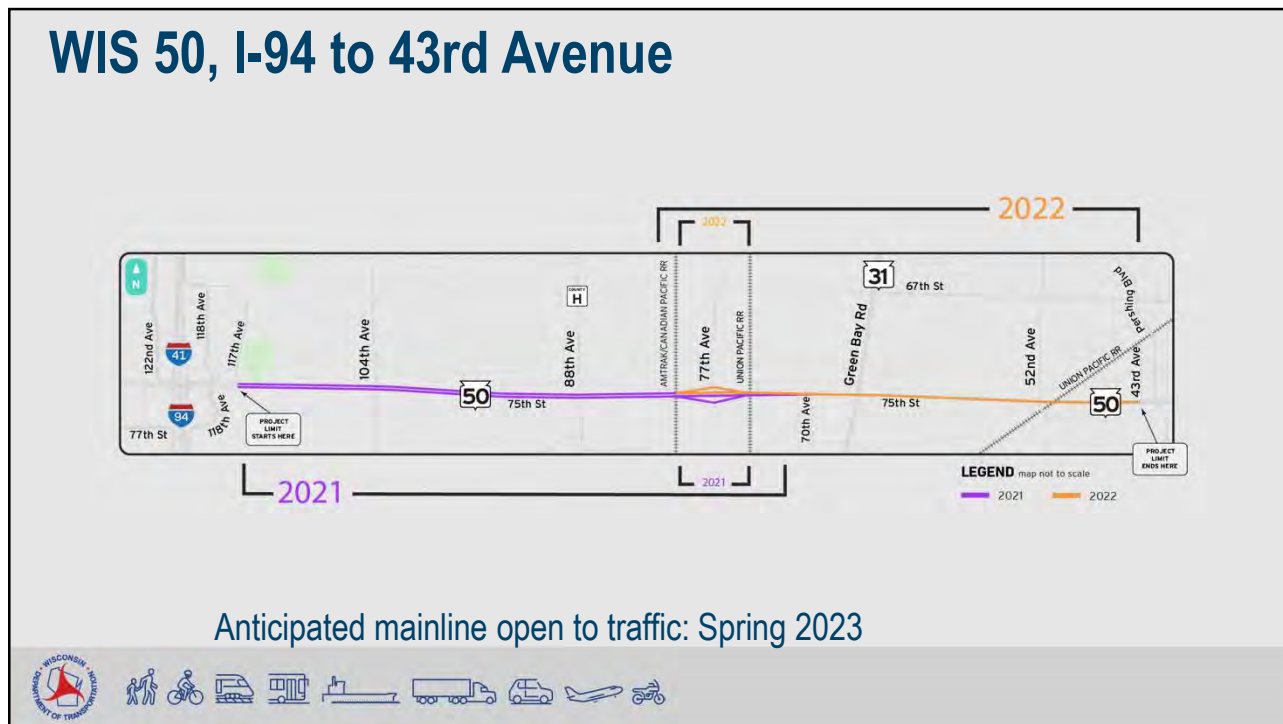 WIS 50, I-94 to 43rd Avenue
2022
2022
N
122nd Ave
41
118th Ave
117th Ave
104th Ave
COUNTY
H
88th Ave
AMTRAK/CANADIAN PACIFIC RR
77th Ave
UNION PACIFIC RR
31
67th St
Green Bay Rd
52nd Ave
Pershing Blvd
UNION PACIFIC RR
43rd Ave
94
77th St
118th Ave
PROJECT
LIMIT
STARTS HERE
50
75th St
70th Ave
75th St
50
PROJECT
LIMIT
ENDS HERE
2021
2021
LEGEND map not to scale
2021
2022
Anticipated mainline open to traffic: Spring 2023
WISCONSIN
DEPARTMENT OF TRANSPORTATION